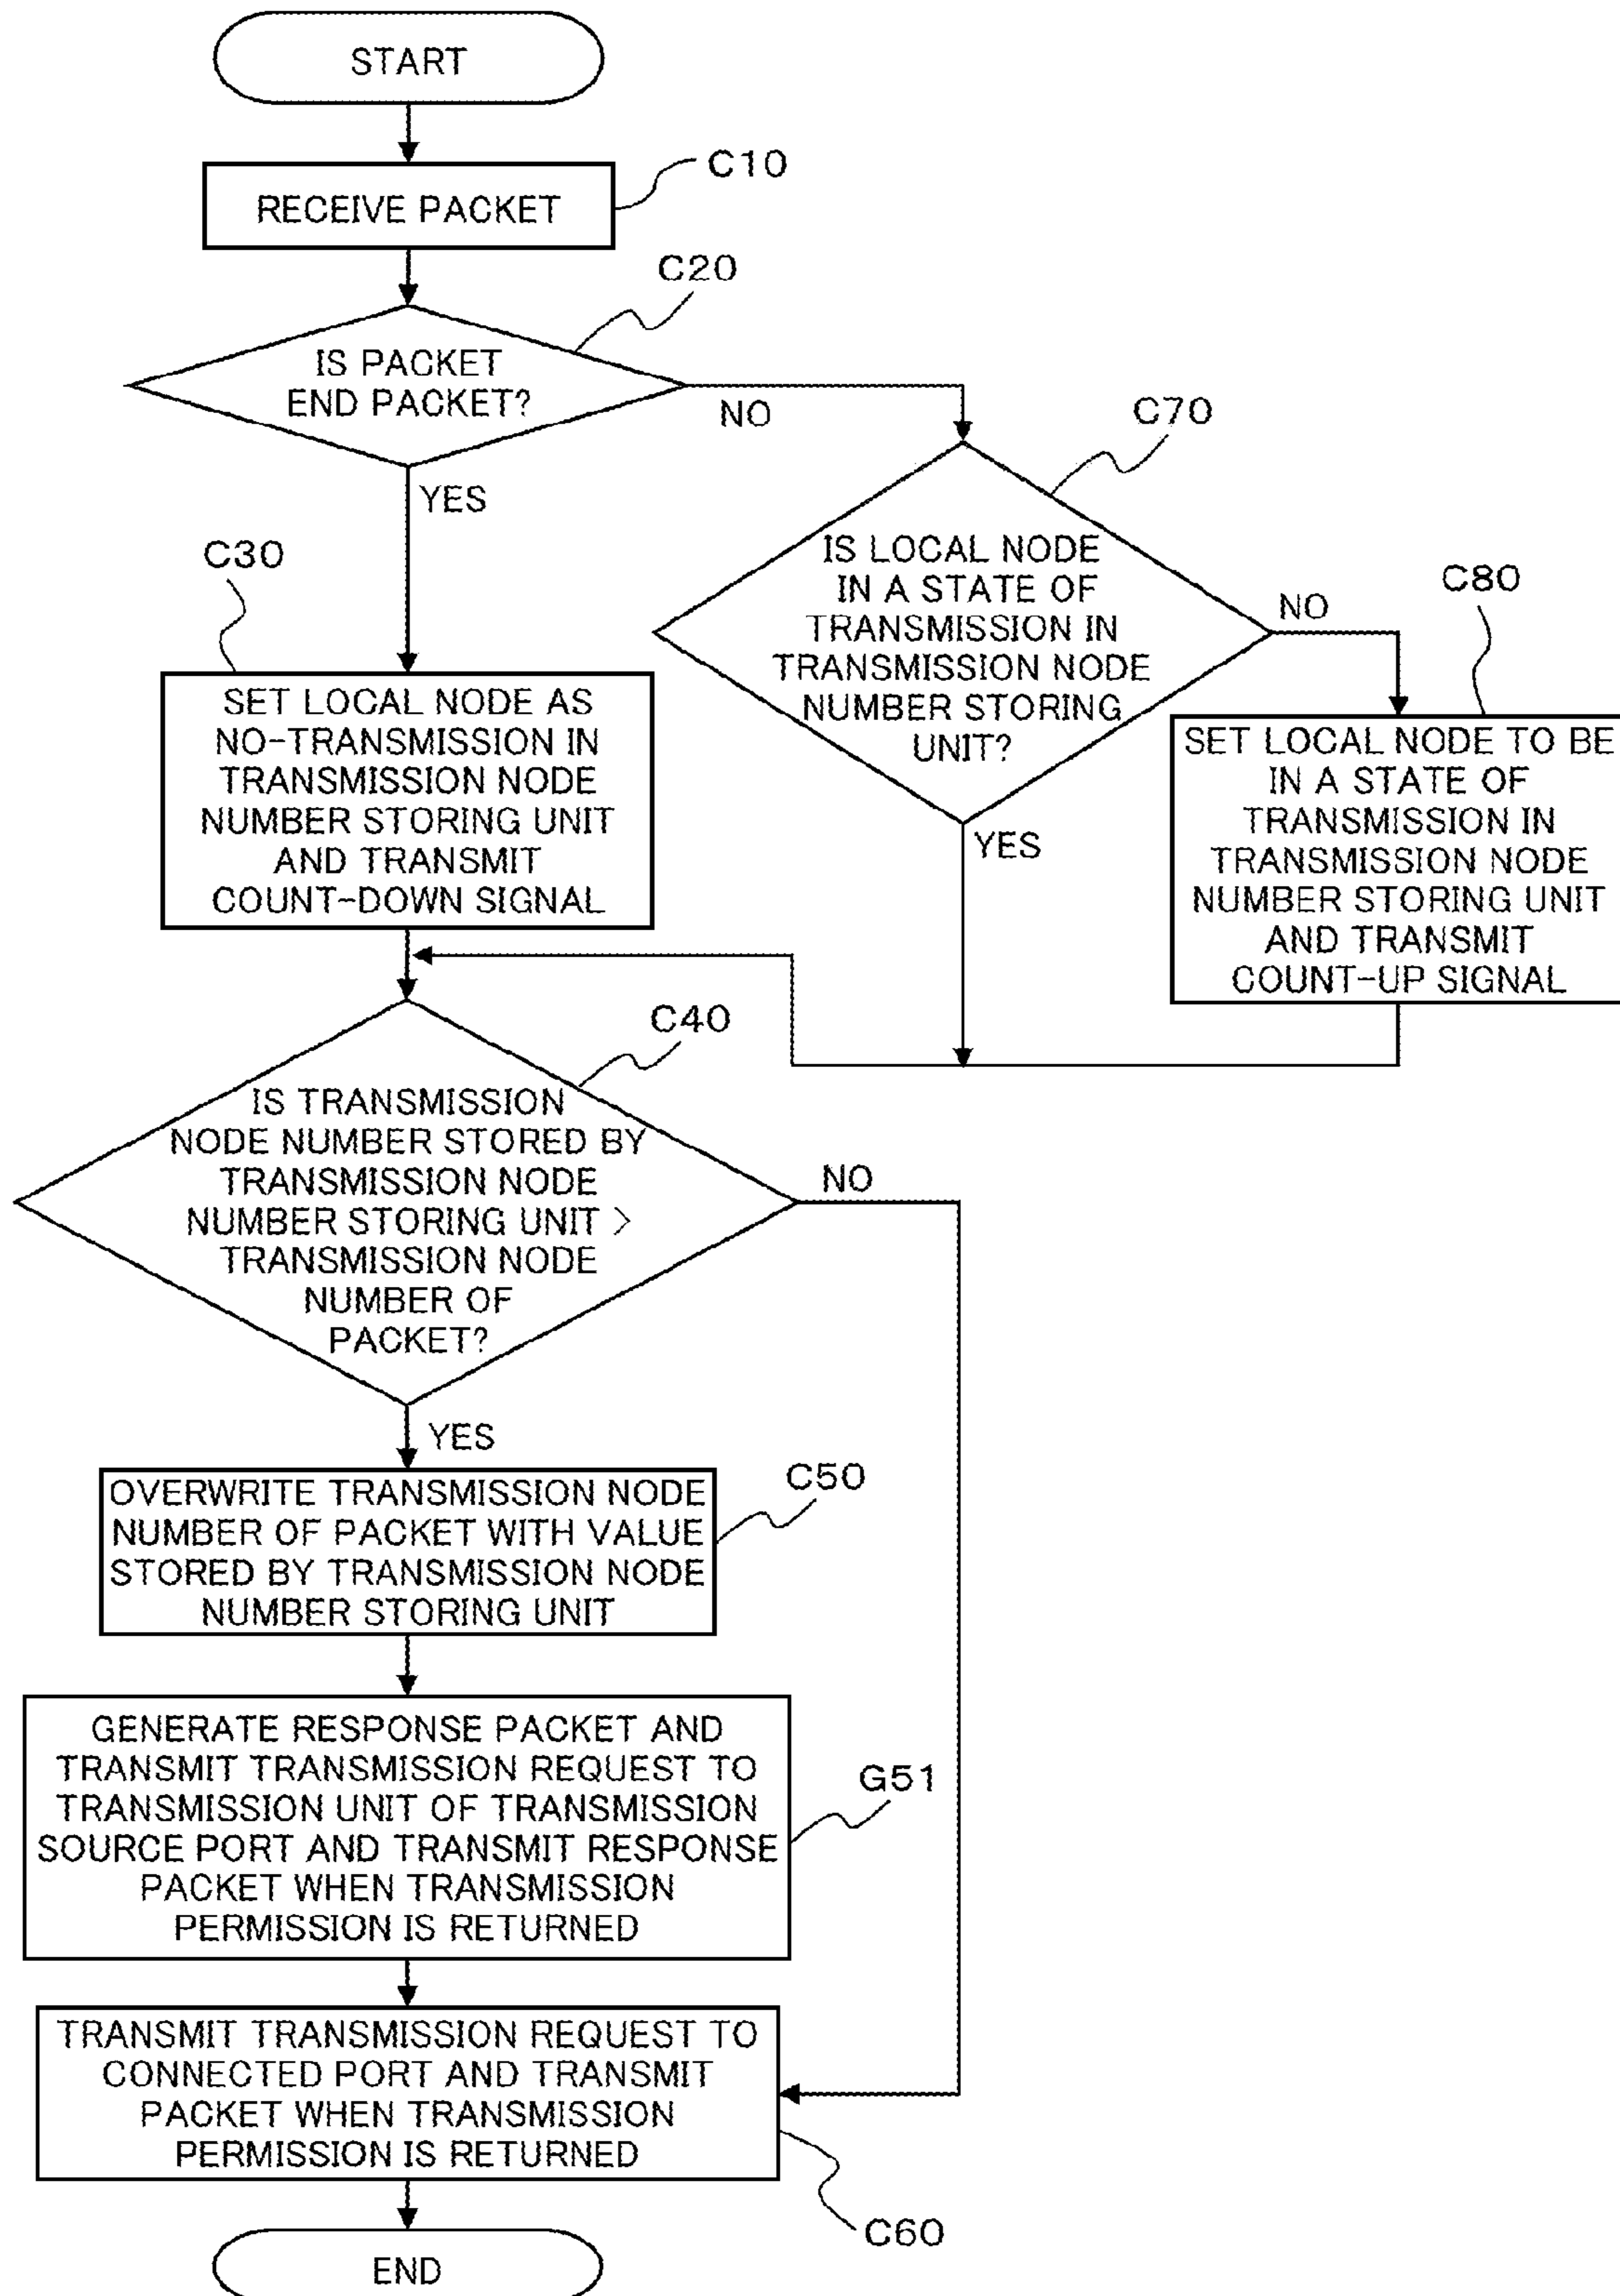 START
C10
RECEIVE PACKET
C20
IS PACKET
END PACKET?
NO
YES
C70
IS LOCAL NODE
IN A STATE OF
TRANSMISSION IN
TRANSMISSION NODE
NUMBER STORING
UNIT?
NO
YES
C80
SET LOCAL NODE TO BE
IN A STATE OF
TRANSMISSION IN
TRANSMISSION NODE
NUMBER STORING UNIT
AND TRANSMIT
COUNT-UP SIGNAL
C30
SET LOCAL NODE AS
NO-TRANSMISSION IN
TRANSMISSION NODE
NUMBER STORING UNIT
AND TRANSMIT
COUNT-DOWN SIGNAL
C40
IS TRANSMISSION
NODE NUMBER STORED BY
TRANSMISSION NODE
NUMBER STORING UNIT >
TRANSMISSION NODE
NUMBER OF
PACKET?
NO
YES
C50
OVERWRITE TRANSMISSION NODE
NUMBER OF PACKET WITH VALUE
STORED BY TRANSMISSION NODE
NUMBER STORING UNIT
G51
GENERATE RESPONSE PACKET AND
TRANSMIT TRANSMISSION REQUEST TO
TRANSMISSION UNIT OF TRANSMISSION
SOURCE PORT AND TRANSMIT RESPONSE
PACKET WHEN TRANSMISSION
PERMISSION IS RETURNED
TRANSMIT TRANSMISSION REQUEST TO
CONNECTED PORT AND TRANSMIT
PACKET WHEN TRANSMISSION
PERMISSION IS RETURNED
C60
END